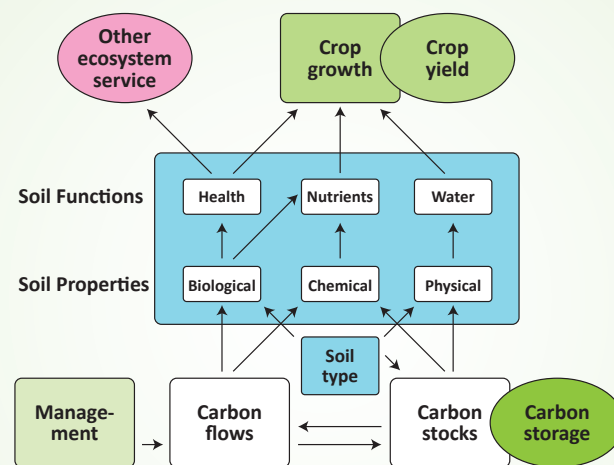 Other
ecosystem
service
Crop
growth
Crop
yield
Soil Functions
Health
Nutrients
Water
Soil Properties
Biological
Chemical
Physical
Soil
type
Manage-
ment
Carbon
flows
Carbon
stocks
Carbon
storage